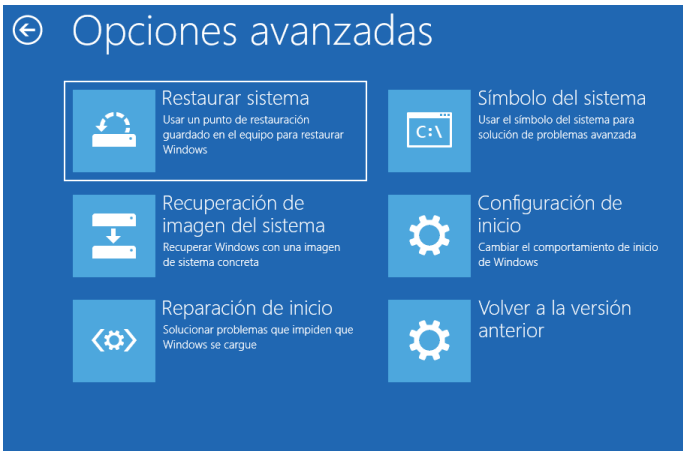 Opciones avanzadas
Restaurar sistema
Usar un punto de restauración
guardado en el equipo para restaurar
Windows
Símbolo del sistema
Usar el símbolo del sistema para
solución de problemas avanzada
C:\
Recuperación de
imagen del sistema
Recuperar Windows con una imagen
de sistema concreta
Configuración de
inicio
Cambiar el comportamiento de inicio
de Windows
Reparación de inicio
Solucionar problemas que impiden que
Windows se cargue
Volver a la versión
anterior